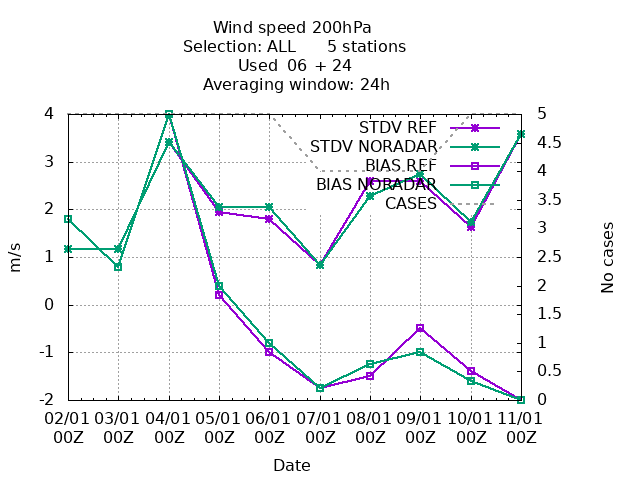 Wind speed 200hPa
Selection: ALL      5 stations
Used  06 + 24
Averaging window: 24h
STDV REF
STDV NORADAR
BIAS REF
BIAS NORADAR
CASES
4
3
2
1
0
-1
-2
m/s
5
4.5
4
3.5
3
2.5
2
1.5
1
0.5
0
No cases
02/01 03/01 04/01 05/01 06/01 07/01 08/01 09/01 10/01 11/01
00Z 00Z 00Z 00Z 00Z 00Z 00Z 00Z 00Z 00Z
Date